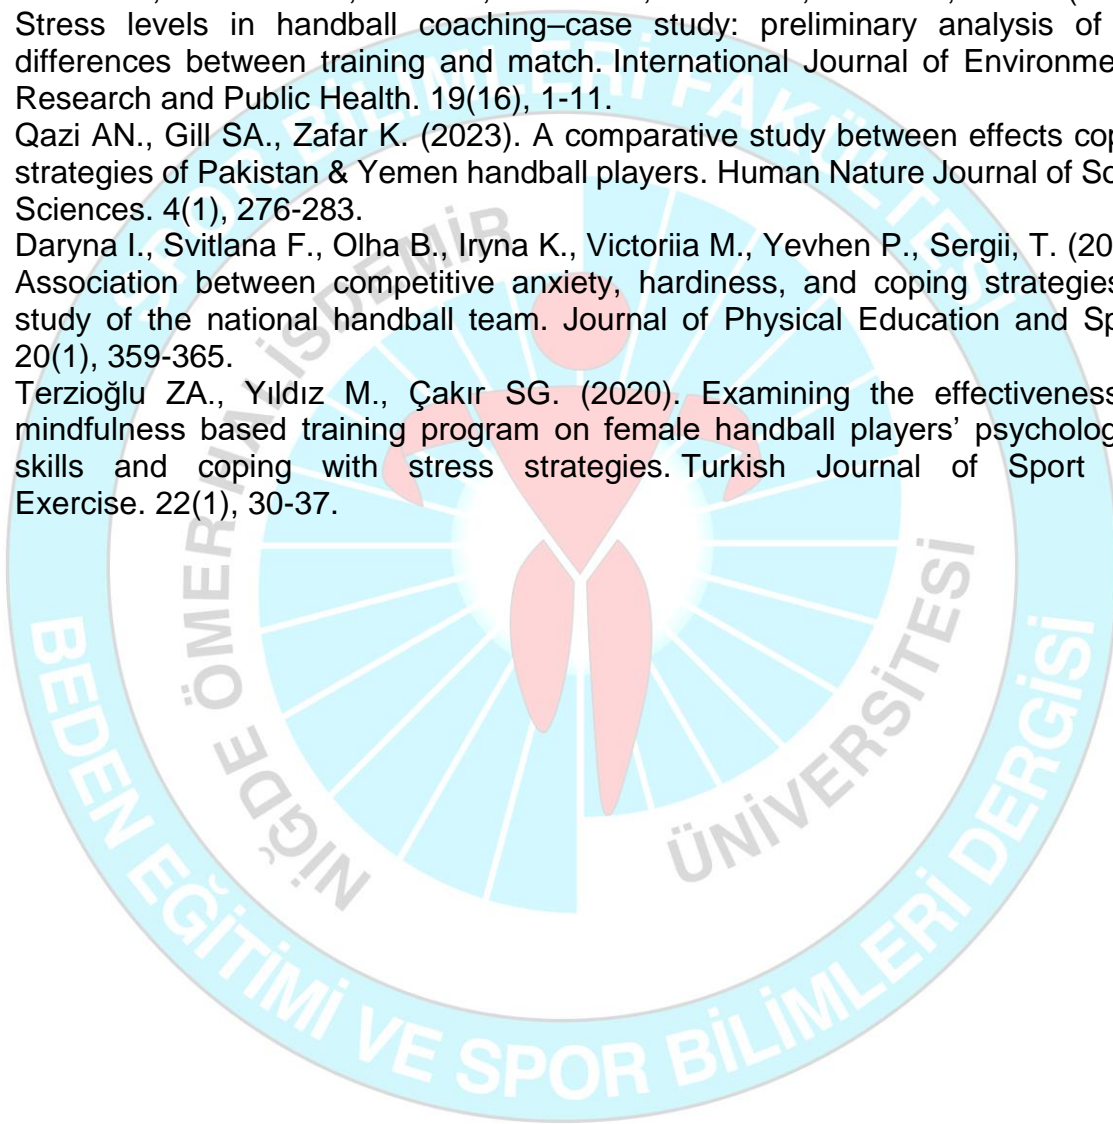 Stress levels in handball coaching–case study: preliminary analysis of
differences between training and match. International Journal of
Research and Public Health. 19(16), 1-11.
Qazi AN., Gill SA., Zafar K. (2023). A comparative study between effects
strategies of Pakistan & Yemen handball players. Human Nature Journal of
Sciences. 4(1), 276-283.
Daryna I., Svitlana F., Olha B., Iryna K., Victoriia M., Yevhen P., Sergii, T.
Association between competitive anxiety, hardiness, and coping strategies
study of the national handball team. Journal of Physical Education and
20(1), 359-365.
Terzioğlu ZA., Yıldız M., Çakır SG. (2020). Examining the effectiveness
mindfulness based training program on female handball players’
skills and coping with stress strategies. Turkish Journal of Sport
Exercise. 22(1), 30-37.
SPOR BİLİMLERİ FAKÜLTESİ
NİĞDE ÖMER HALİSDEMİR
ÜNİVERSİTESİ
BEDEN EĞİTİMİ VE SPOR BİLİMLERİ DERGİSİ